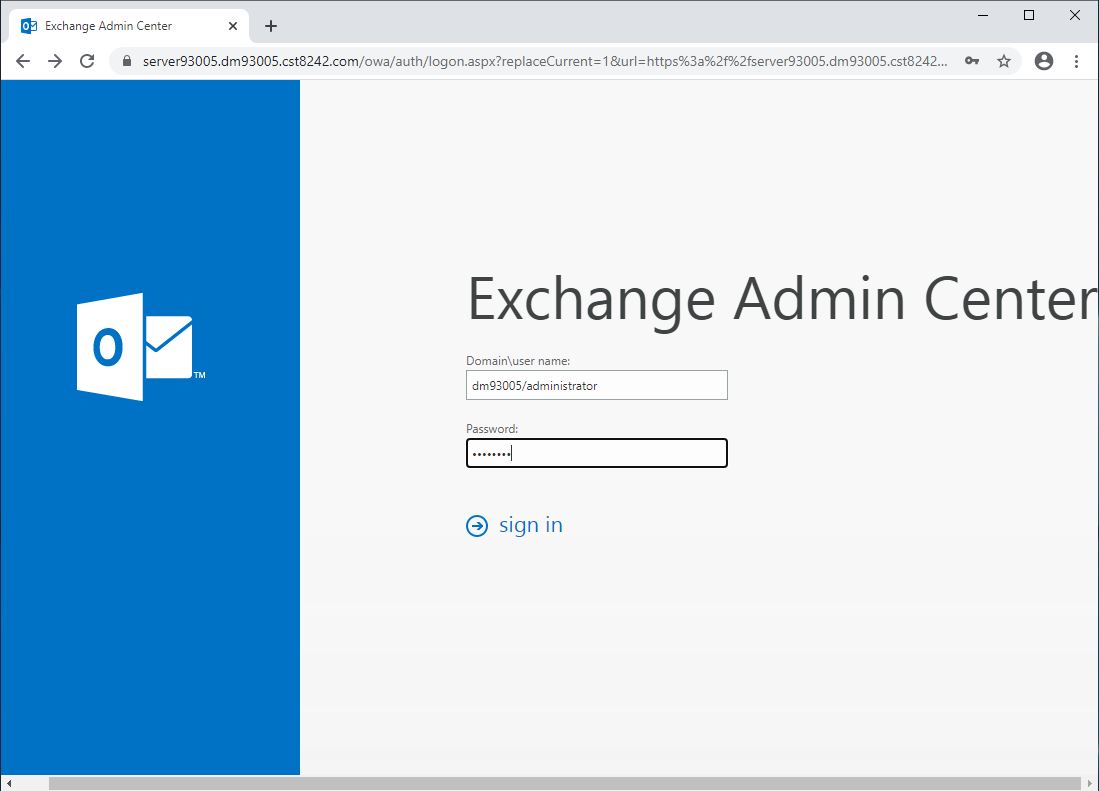 Exchange Admin Center
server93005.dm93005.cst8242.com/owa/auth/logon.aspx?replaceCurrent=1&url=https%3a%2f%2fserver93005.dm93005.cst8242...
O
TM
Exchange Admin Center
Domain\user name:
dm93005/administrator
Password:
••••••••
sign in